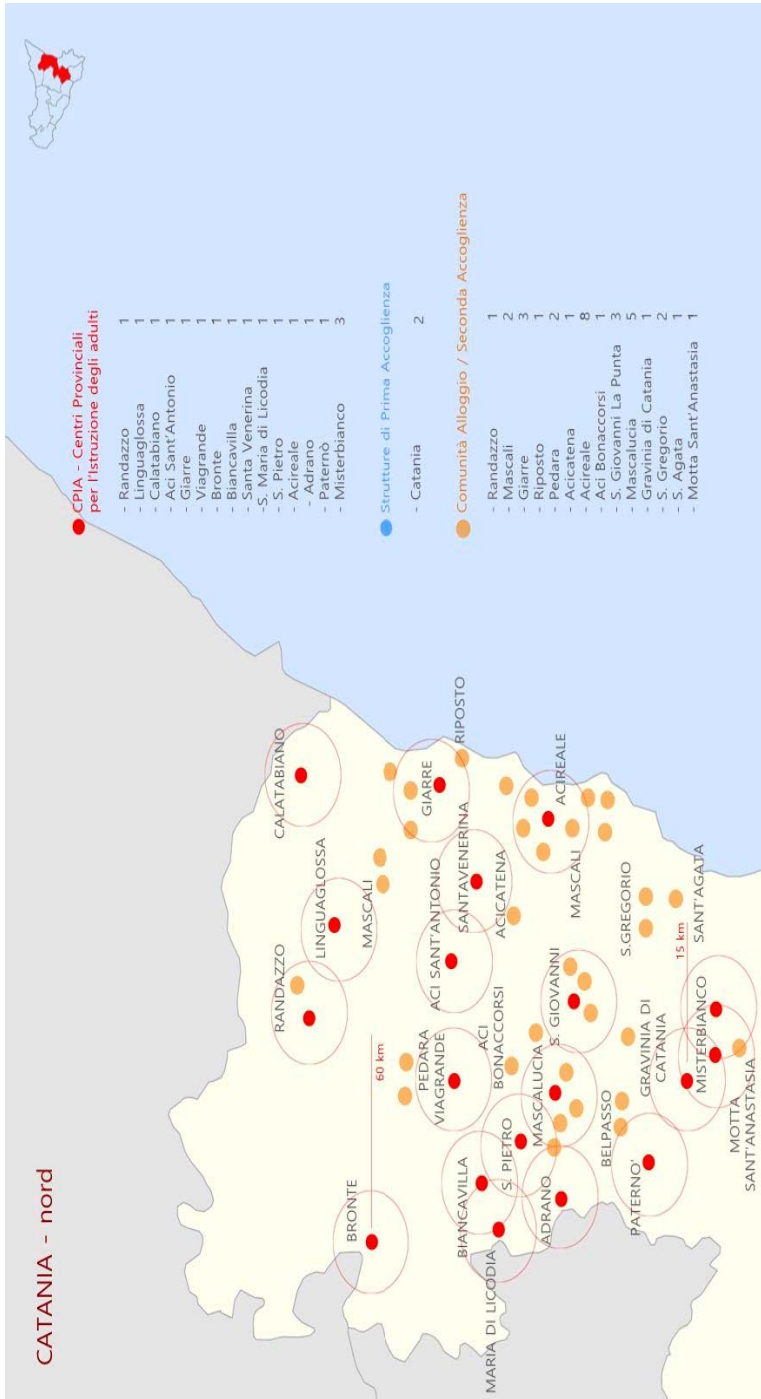 CATANIA - nord
CPIA - Centri Provinciali
per l'Istruzione degli adulti
- Randazzo 1
- Linguaglossa 1
- Calatabiano 1
- Aci Sant'Antonio 1
- Giarre 1
- Viagrande 1
- Bronte 1
- Biancavilla 1
- Santa Venerina 1
-S. Maria di Licodia 1
- S. Pietro 1
- Acireale 1
- Adrano 1
- Paternò 1
- Misterbianco 3
Strutture di Prima Accoglienza
- Catania 2
Comunità Alloggio / Seconda Accoglienza
- Randazzo 1
- Mascali 2
- Giarre 3
- Riposto 1
- Pedara 2
- Acicatena 1
- Acireale 8
- Aci Bonaccorsi 1
- S. Giovanni La Punta 3
- Mascalucia 5
- Gravinia di Catania 1
- S. Gregorio 2
- S. Agata 1
- Motta Sant'Anastasia 1
CALATABIANO
RANDAZZO
LINGUAGLOSSA
BRONTE
60 km
MASCALI
GIARRE
RIPOSTO
PEDARA
VIAGRANDE
ACI SANT'ANTONIO
SANTAVENERINA
ACI
BONACCORSI
ACICATENA
BIANCAVILLA
MARIA DI LICODIA
S. PIETRO
MASCALUCIA
S. GIOVANNI
ACIREALE
MASCALI
ADRANO
BELPASSO
S.GREGORIO
PATERNO'
GRAVINIA DI
CATANIA
15 km
SANT'AGATA
MISTERBIANCO
MOTTA
SANT'ANASTASIA